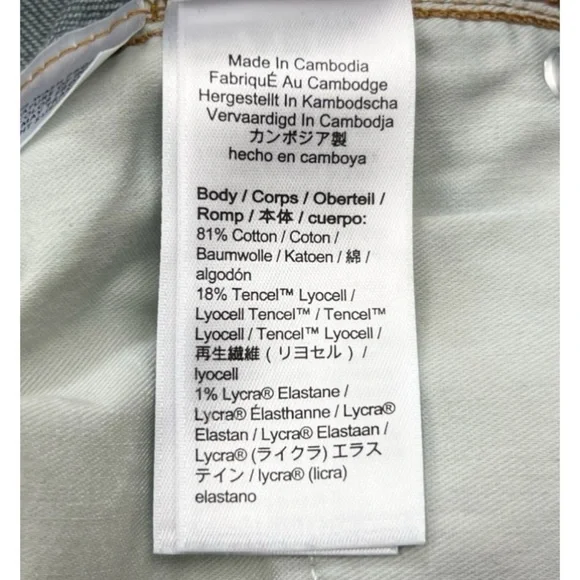 Made In Cambodia
FabriquÉ Au Cambodge
Hergestellt In Kambodscha
Vervaardigd In Cambodja
カンボジア製
hecho en camboya
Body / Corps / Oberteil /
Romp / 本体 / cuerpo:
81% Cotton / Coton /
Baumwolle / Katoen / 綿 /
algodón
18% Tencel™ Lyocell /
Lyocell Tencel™ / Tencel™
Lyocell / Tencel™ Lyocell /
再生繊維 ( リヨセル ) /
lyocell
1% Lycra® Elastane /
Lycra® Élasthanne / Lycra®
Elastan / Lycra® Elastaan /
Lycra® (ライクラ) エラス
テイン / lycra® (licra)
elastano